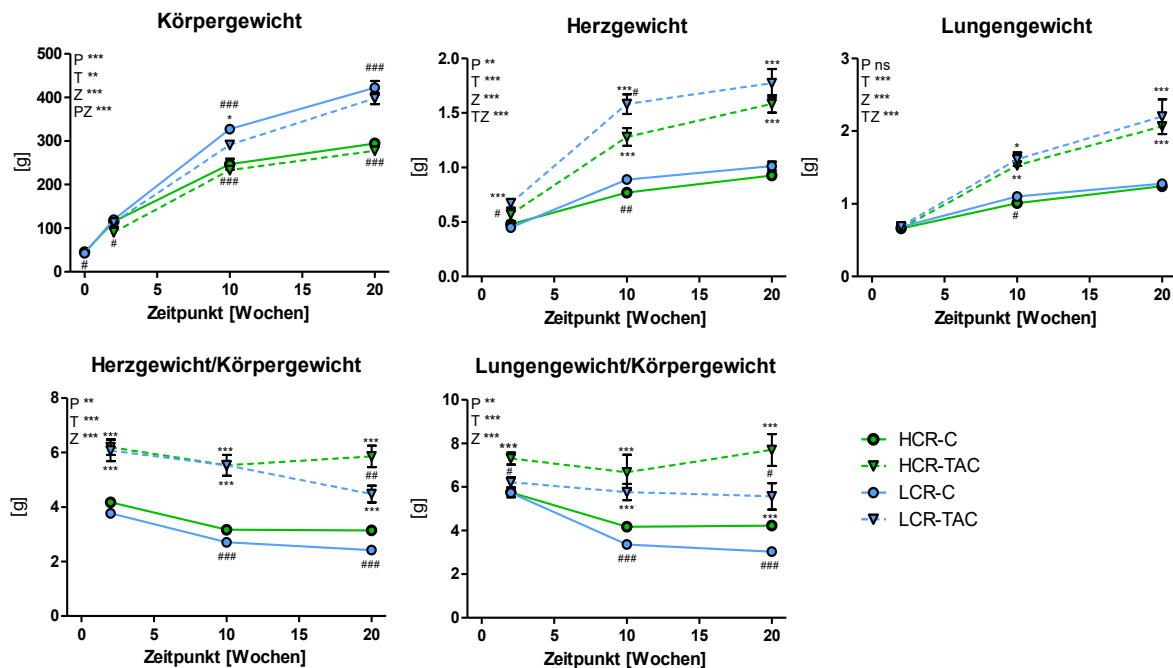 Körpergewicht
P ***
T **
Z ***
PZ ***
500
400
300
200
100
0
[g]
###
###
*
###
###
#
#
0 5 10 15 20
Zeitpunkt [Wochen]
Herzgewicht
P **
T ***
Z ***
TZ ***
2.0
1.5
1.0
0.5
0.0
[g]
***
***#
***
***
***
#
##
0 5 10 15 20
Zeitpunkt [Wochen]
Lungengewicht
P ns
T ***
Z ***
TZ ***
3
2
1
0
[g]
***
***
*
**
#
0 5 10 15 20
Zeitpunkt [Wochen]
Herzgewicht/Körpergewicht
P **
T ***
Z ***
8
6
4
2
0
[g]
***
***
***
***
***
##
***
###
###
0 5 10 15 20
Zeitpunkt [Wochen]
Lungengewicht/Körpergewicht
P **
T ***
Z ***
10
8
6
4
2
0
[g]
***
#
***
***
***
#
***
###
###
0 5 10 15 20
Zeitpunkt [Wochen]
HCR-C
HCR-TAC
LCR-C
LCR-TAC